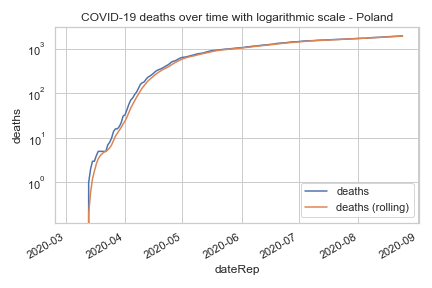 COVID-19 deaths over time with logarithmic scale - Poland
10³
10²
10¹
10⁰
deaths
deaths
deaths (rolling)
2020-03
2020-04
2020-05
2020-06
2020-07
2020-08
2020-09
dateRep